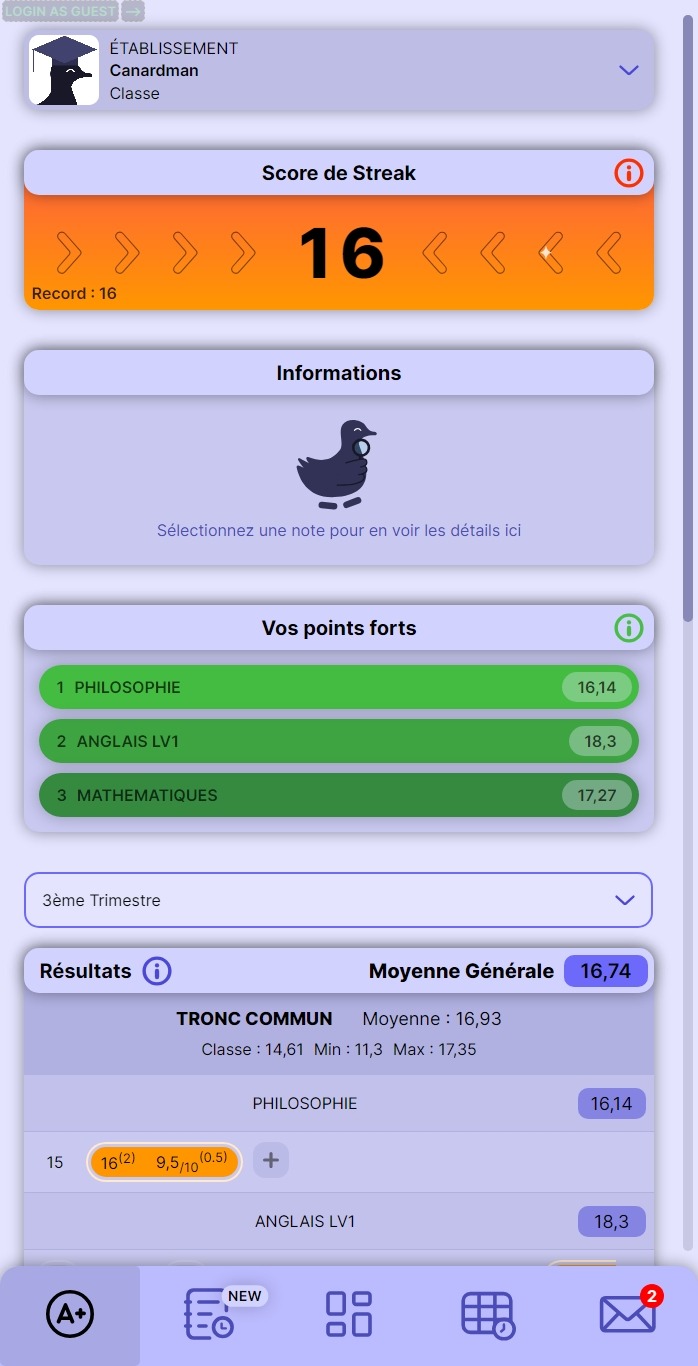 LOGIN AS GUEST
ÉTABLISSEMENT
Canardman
Classe
Score de Streak
16
Record : 16
Informations
Sélectionnez une note pour en voir les détails ici
Vos points forts
1 PHILOSOPHIE 16,14
2 ANGLAIS LV1 18,3
3 MATHEMATIQUES 17,27
3ème Trimestre
Résultats Moyenne Générale 16,74
TRONC COMMUN Moyenne : 16,93
Classe : 14,61 Min : 11,3 Max : 17,35
PHILOSOPHIE 16,14
15 16(2) 9,5/10(0.5) +
ANGLAIS LV1 18,3
A+ NEW 2